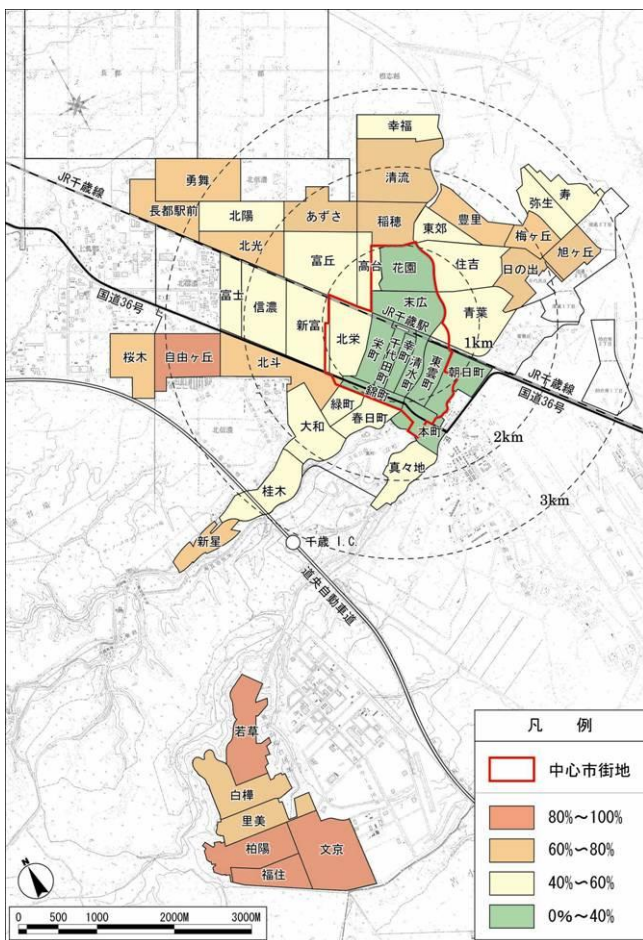 幸福
清流
勇舞
長都駅前
JR千歳線
北陽
あずさ
稲穂
豊里
弥生
寿
梅ヶ丘
旭ヶ丘
日の出
東郊
北光
富丘
高台
花園
住吉
国道36号
富士
信濃
新富
末広
JR千歳駅
青葉
1km
北栄
栄町
千代田町
幸町
清水町
東雲町
朝日町
JR千歳線
国道36号
桜木
自由ヶ丘
北斗
錦町
緑町
春日町
本町
2km
大和
真々地
3km
桂木
新星
千歳 I.C.
道央自動車道
若草
白樺
里美
柏陽
文京
福住
凡 例
中心市街地
80%～100%
60%～80%
40%～60%
0%～40%
N
0 500 1000 2000M 3000M